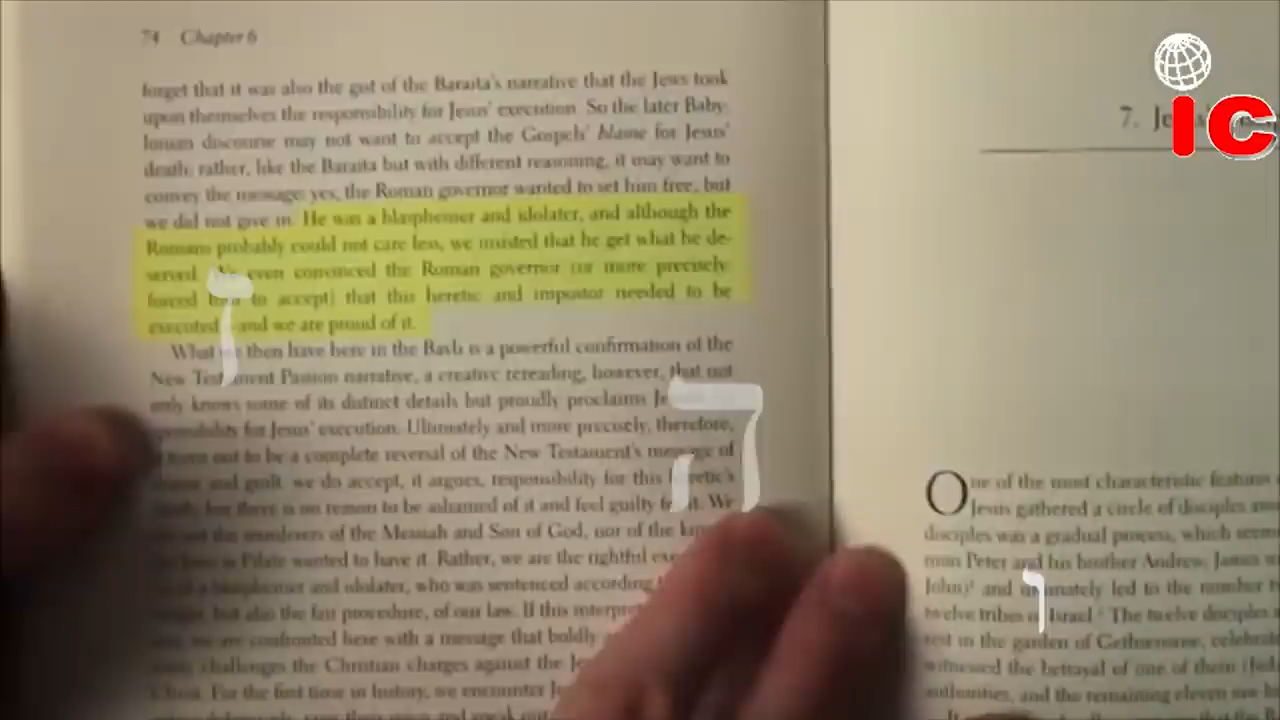 74 Chapter 6
forget that it was also the gist of the Baraita's narrative that the Jews took
upon themselves the responsibility for Jesus' execution. So the later Baby-
lonian discourse may not want to accept the Gospels' blame for Jesus'
death; rather, like the Baraita but with different reasoning, it may want to
convey the message: yes, the Roman governor wanted to set him free, but
we did not give in. He was a blasphemer and idolater, and although the
Romans probably could not care less, we insisted that he get what he de-
served. We even convinced the Roman governor (or more precisely:
forced him to accept) that this heretic and impostor needed to be
executed—and we are proud of it.
What we then have here in the Bavli is a powerful confirmation of the
New Testament Passion narrative, a creative rereading, however, that not
only knows some of its distinct details but proudly proclaims
responsibility for Jesus' execution. Ultimately and more precisely, therefore,
out to be a complete reversal of the New Testament's message of
and guilt: we do accept, it argues, responsibility for this heretic's
but there is no reason to be ashamed of it and feel guilty for it. We
the murderers of the Messiah and Son of God, nor of the
as Pilate wanted to have it. Rather, we are the rightful
a blasphemer and idolater, who was sentenced according
but also the fair procedure, of our law. If this
we are confronted here with a message that boldly
challenges the Christian charges against the
Christ. For the first time in history, we encounter
7.
One of the most characteristic features
Jesus gathered a circle of disciples
disciples was a gradual process, which
man Peter and his brother Andrew, James
John) and ultimately led to the number
twelve tribes of Israel. The twelve disciples
rest in the garden of Gethsemane,
witnessed the betrayal of one of them
authorities, and the remaining eleven saw
IC
ן
ק
ו